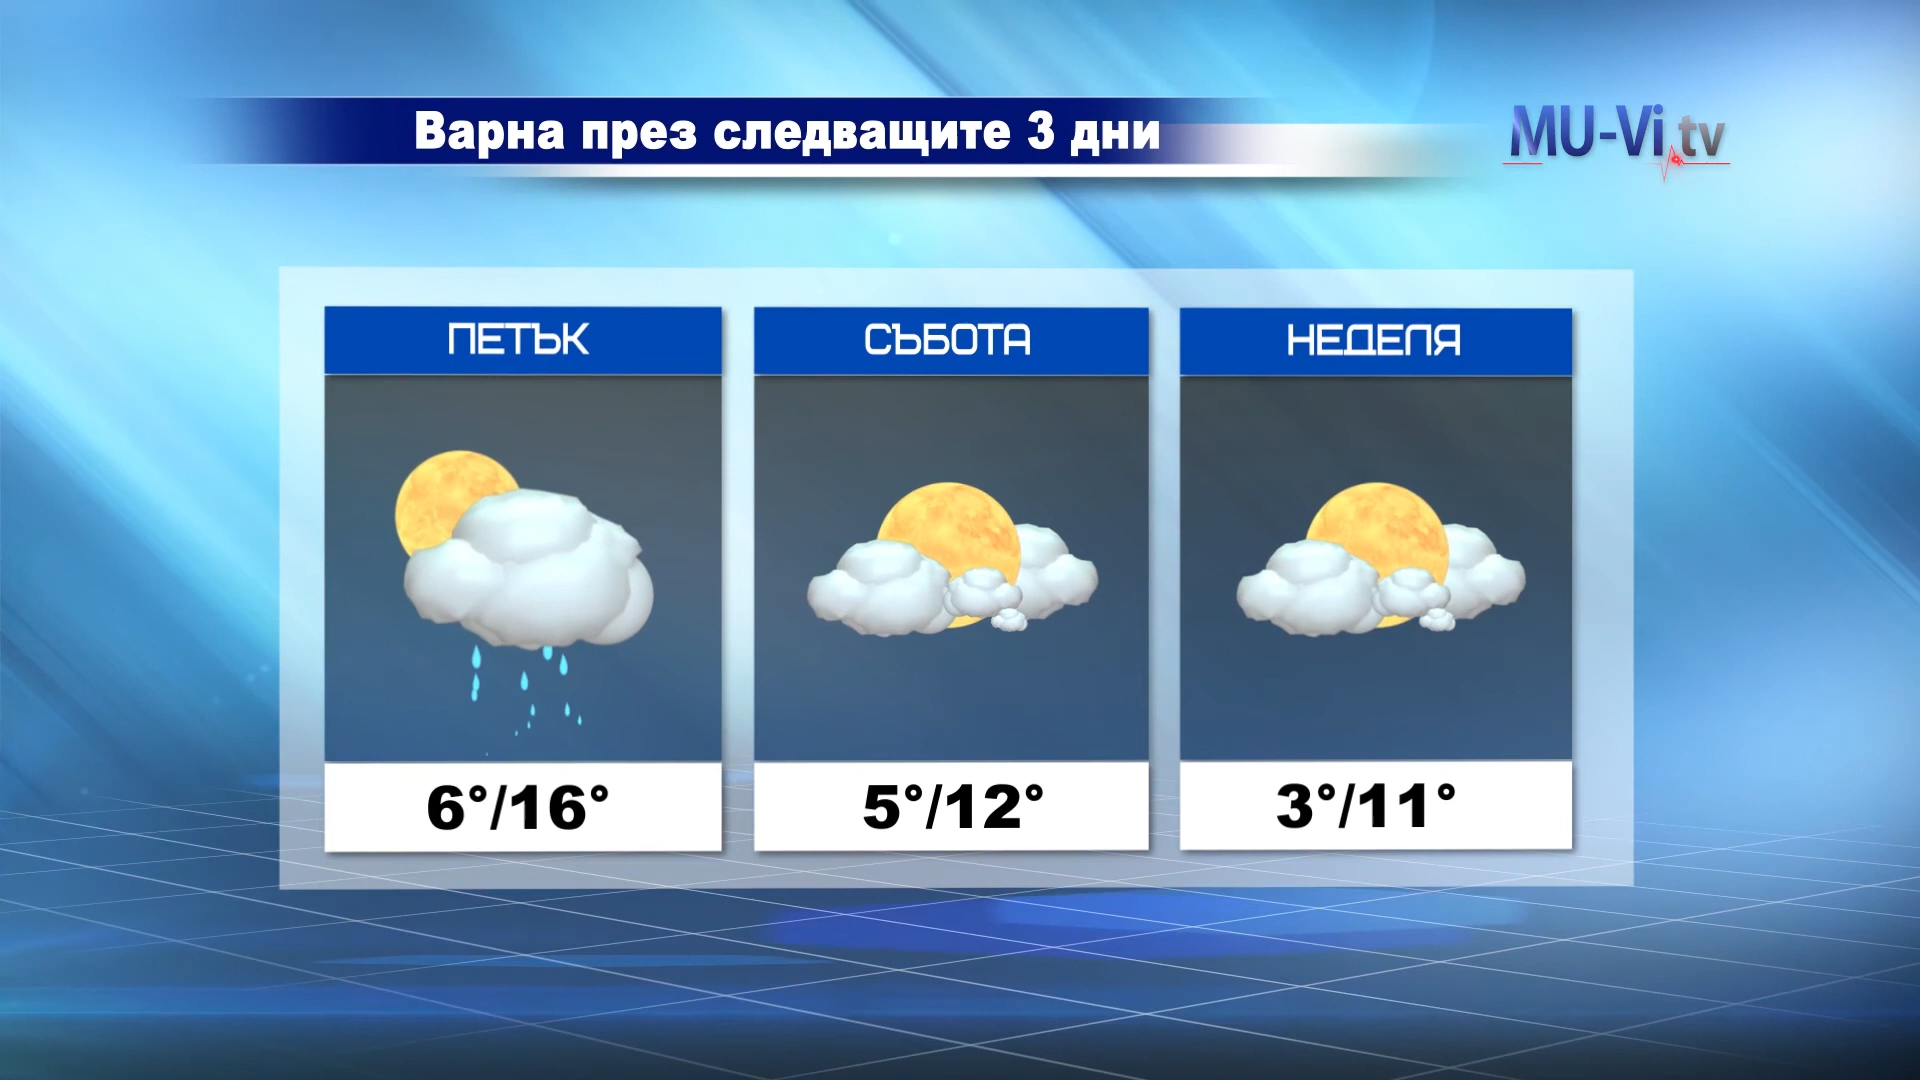 Варна през следващите 3 дни
MU-Vi.tv
ПЕТЪК
СЪБОТА
НЕДЕЛЯ
6°/16°
5°/12°
3°/11°